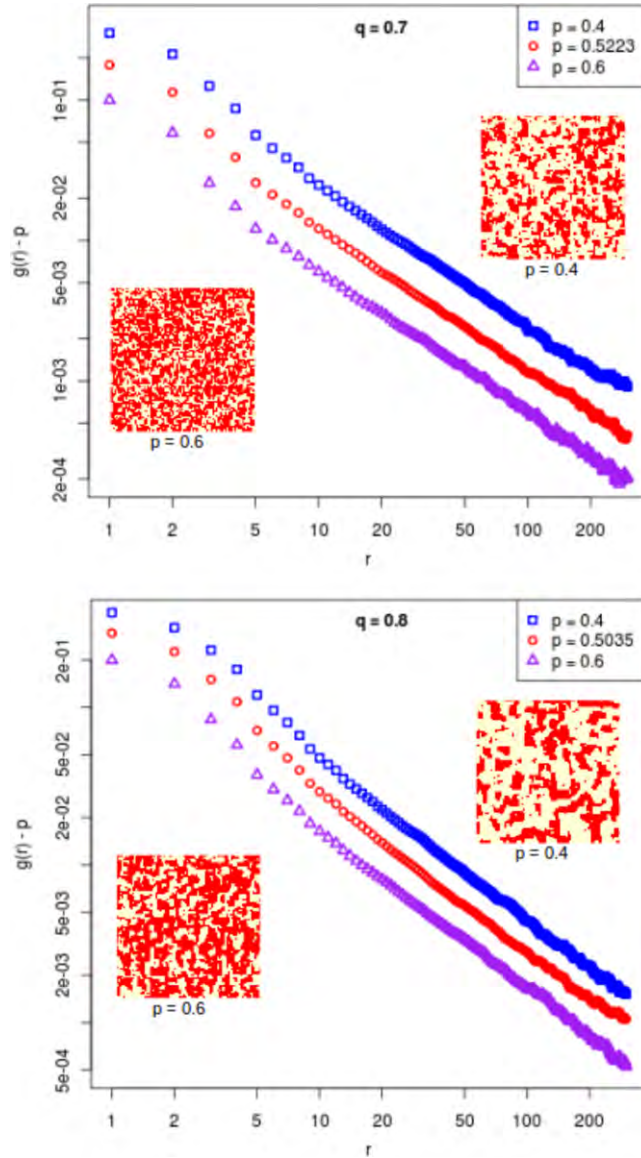 q = 0.7
p = 0.4
p = 0.5223
p = 0.6
g(r) - p
1e-01
2e-02
5e-03
1e-03
2e-04
p = 0.4
p = 0.6
1 2 5 10 20 50 100 200
r
q = 0.8
p = 0.4
p = 0.5035
p = 0.6
g(r) - p
2e-01
5e-02
2e-02
5e-03
2e-03
5e-04
p = 0.4
p = 0.6
1 2 5 10 20 50 100 200
r